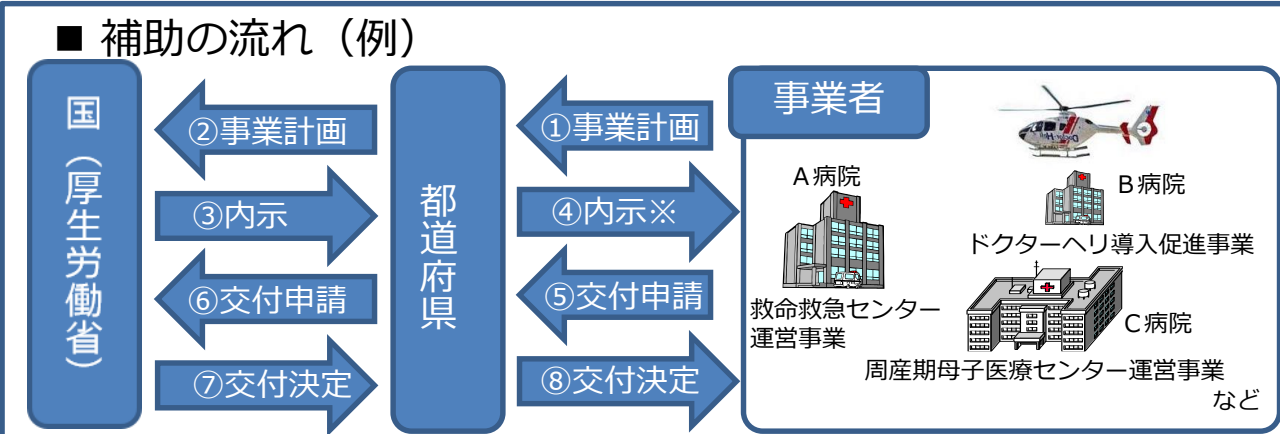 ■ 補助の流れ（例）
国（厚生労働省）
②事業計画
③内示
⑥交付申請
⑦交付決定
都道府県
①事業計画
④内示※
⑤交付申請
⑧交付決定
事業者
A病院
救命救急センター
運営事業
B病院
ドクターヘリ導入促進事業
C病院
周産期母子医療センター運営事業
など